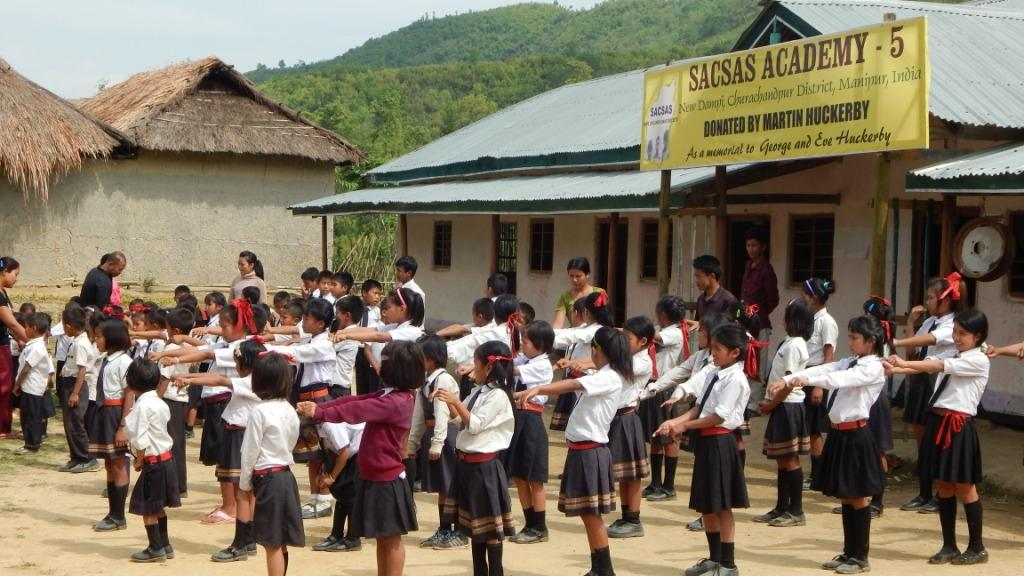 SACSAS ACADEMY - 5
New Dampi, Churachandpur District, Manipur, India
SACSAS
DONATED BY MARTIN HUCKERBY
As a memorial to George and Eve Huckerby